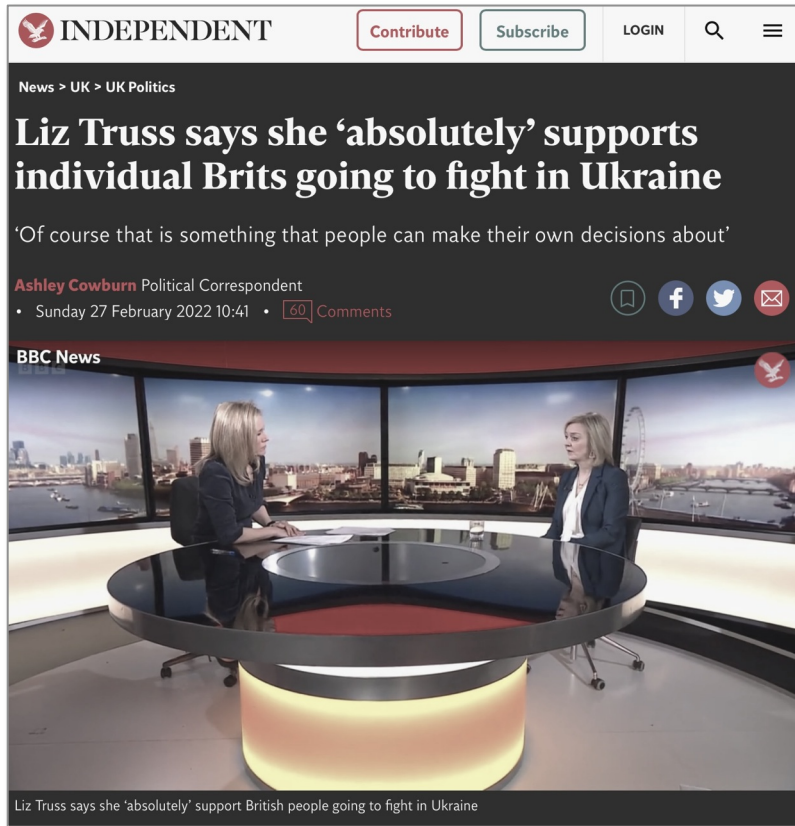 INDEPENDENT
Contribute
Subscribe
LOGIN
News > UK > UK Politics
Liz Truss says she ‘absolutely’ supports
individual Brits going to fight in Ukraine
‘Of course that is something that people can make their own decisions about’
Ashley Cowburn Political Correspondent
• Sunday 27 February 2022 10:41 • 60 Comments
BBC News
Liz Truss says she ‘absolutely’ support British people going to fight in Ukraine